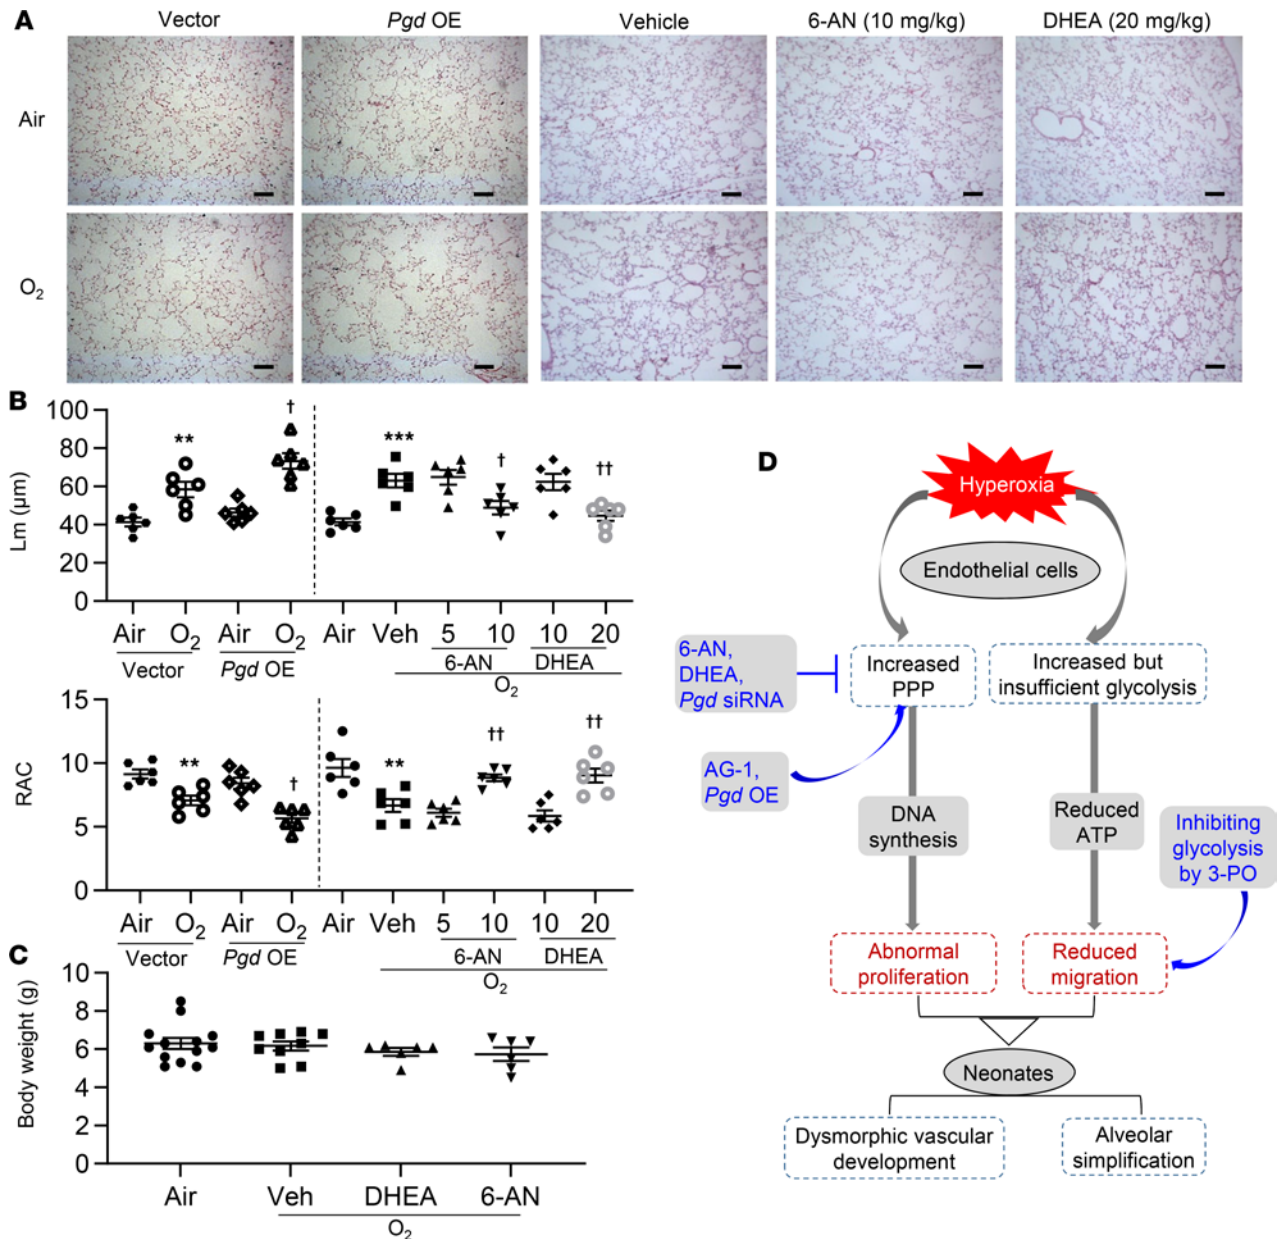 A
Vector
Pgd OE
Vehicle
6-AN (10 mg/kg)
DHEA (20 mg/kg)
Air
O2
B
Lm (μm)
100
80
60
40
20
0
**
†
***
†
††
Air
O2
Air
O2
Air
Veh
5
10
10
20
Vector
Pgd OE
6-AN
DHEA
O2
RAC
15
10
5
0
**
†
**
††
††
Air
O2
Air
O2
Air
Veh
5
10
10
20
Vector
Pgd OE
6-AN
DHEA
O2
C
Body weight (g)
10
8
6
4
2
0
Air
Veh
DHEA
6-AN
O2
D
Hyperoxia
Endothelial cells
6-AN,
DHEA,
Pgd siRNA
Increased
PPP
Increased but
insufficient glycolysis
AG-1,
Pgd OE
DNA
synthesis
Reduced
ATP
Inhibiting
glycolysis
by 3-PO
Abnormal
proliferation
Reduced
migration
Neonates
Dysmorphic vascular
development
Alveolar
simplification